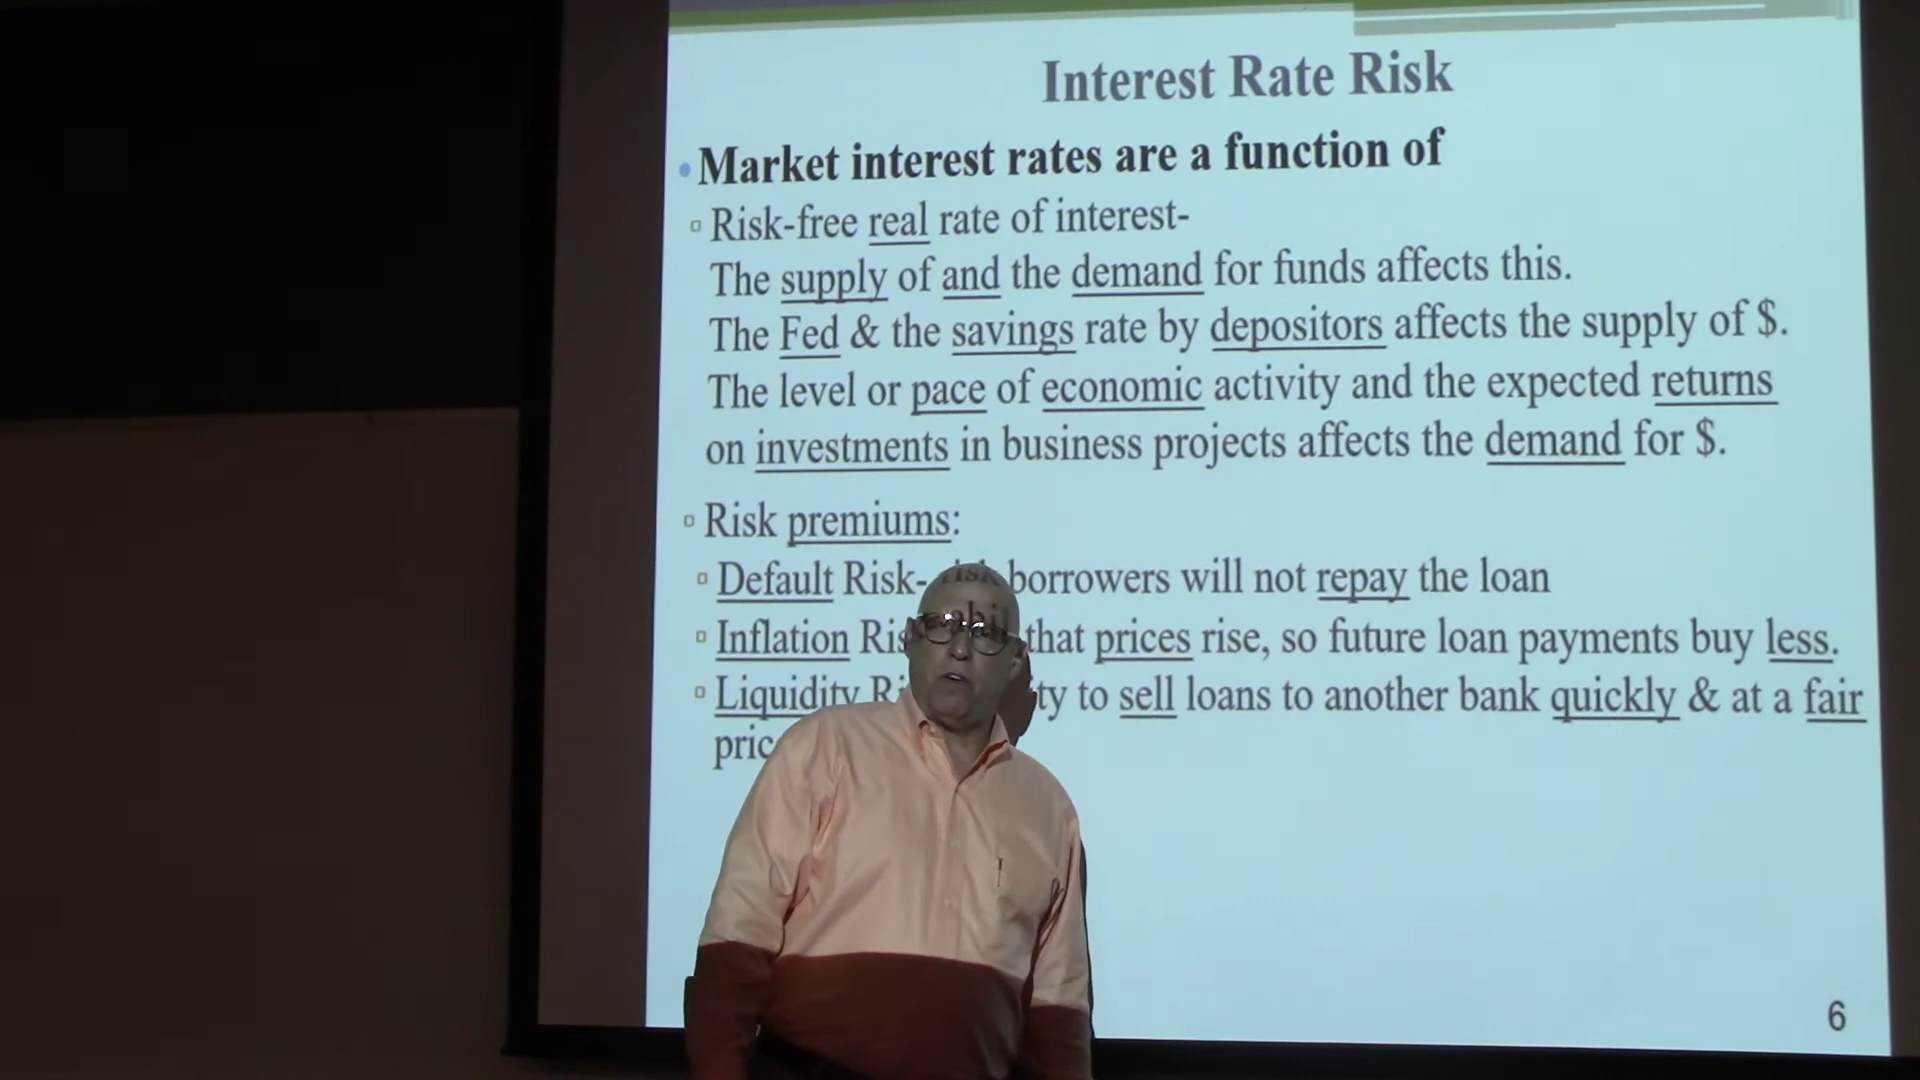 Interest Rate Risk
• Market interest rates are a function of
▫ Risk-free real rate of interest-
The supply of and the demand for funds affects this.
The Fed & the savings rate by depositors affects the supply of $.
The level or pace of economic activity and the expected returns
on investments in business projects affects the demand for $.
▫ Risk premiums:
▫ Default Risk- risk borrowers will not repay the loan
▫ Inflation that prices rise, so future loan payments buy less.
▫ Liquidity to sell loans to another bank quickly & at a fair
6